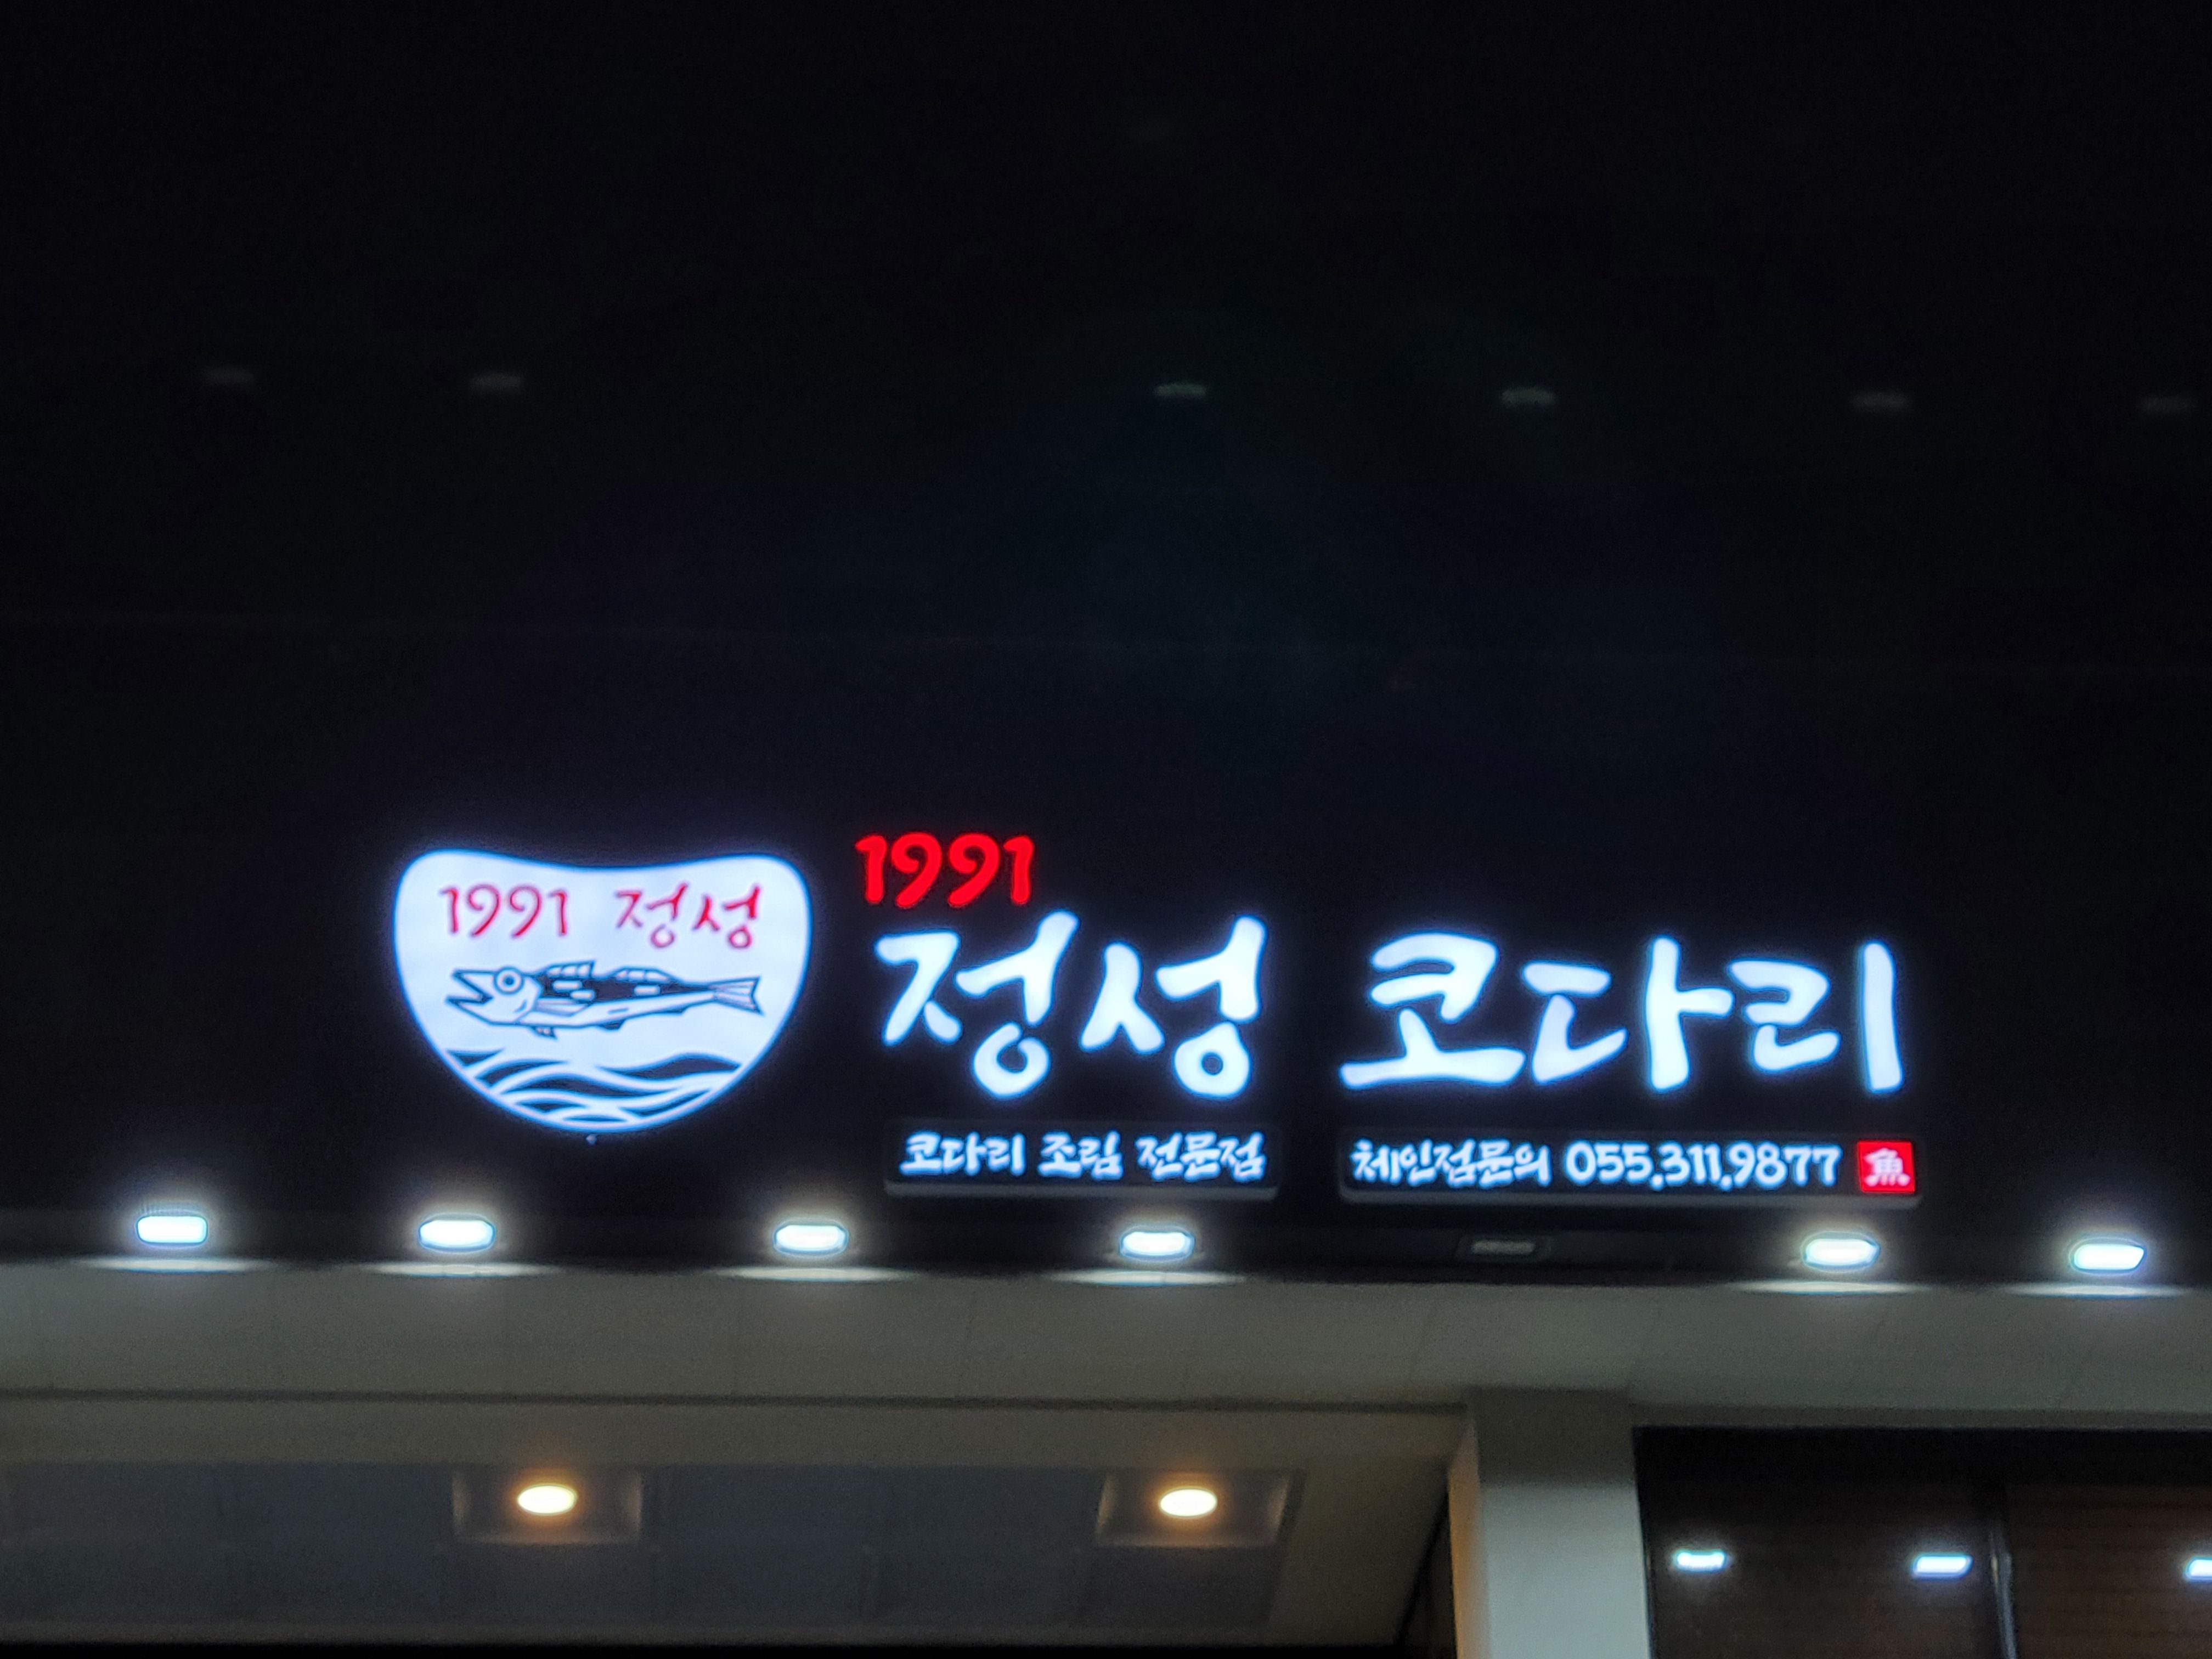 1991 정성
1991
정성 코다리
코다리 조림 전문점
체인점문의 055.311.9877 魚